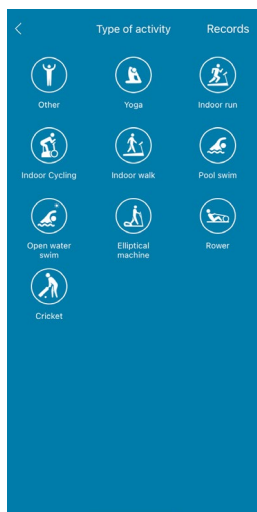 Type of activity
Records
Other
Yoga
Indoor run
Indoor Cycling
Indoor walk
Pool swim
Open water
swim
Elliptical
machine
Rower
Cricket